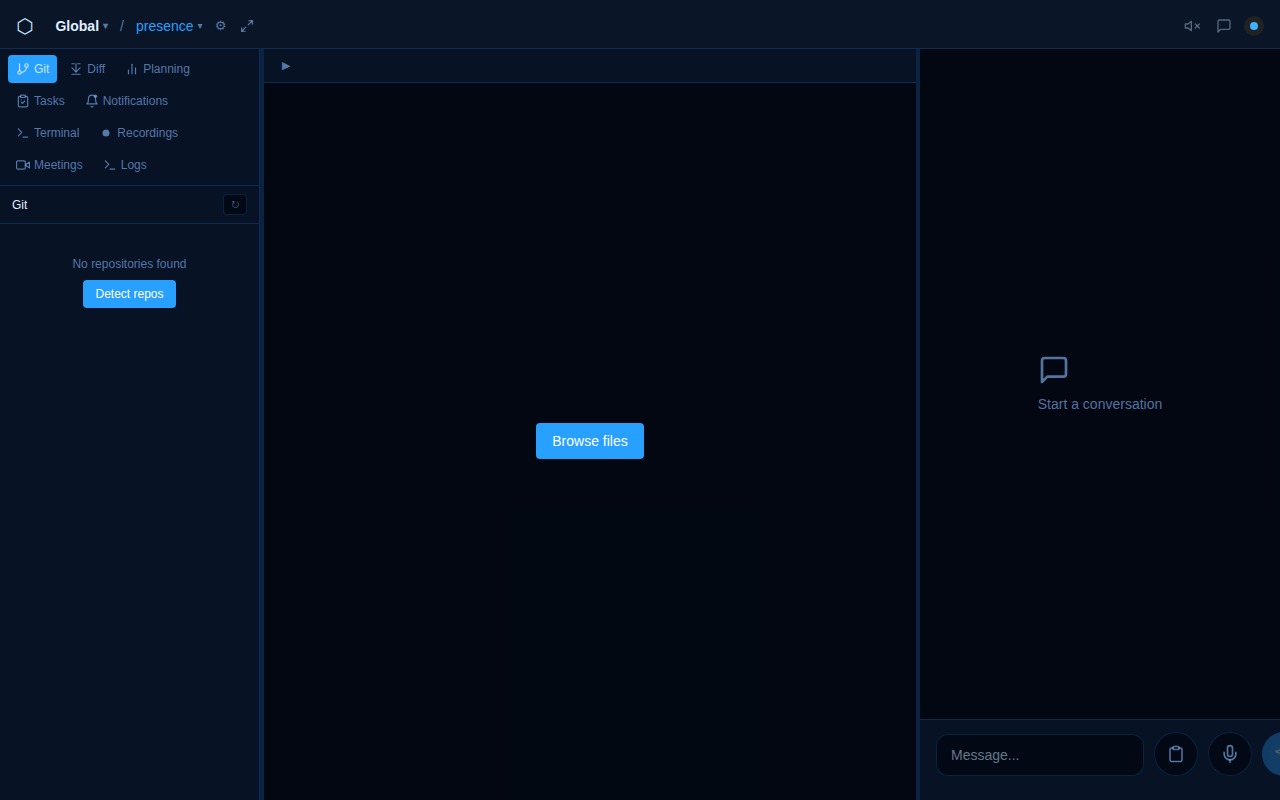 Global / presence
Git Diff Planning
Tasks Notifications
Terminal Recordings
Meetings Logs
Git
No repositories found
Detect repos
Browse files
Start a conversation
Message...